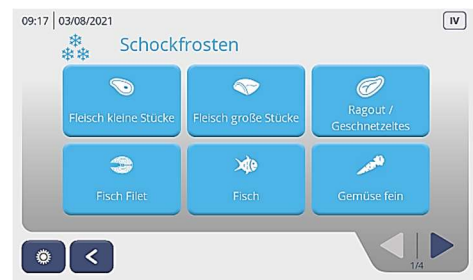 09:17 | 03/08/2021
IV
Schockfrosten
Fleisch kleine Stücke
Fleisch große Stücke
Ragout /
Geschnetzeltes
Fisch Filet
Fisch
Gemüse fein
1/4